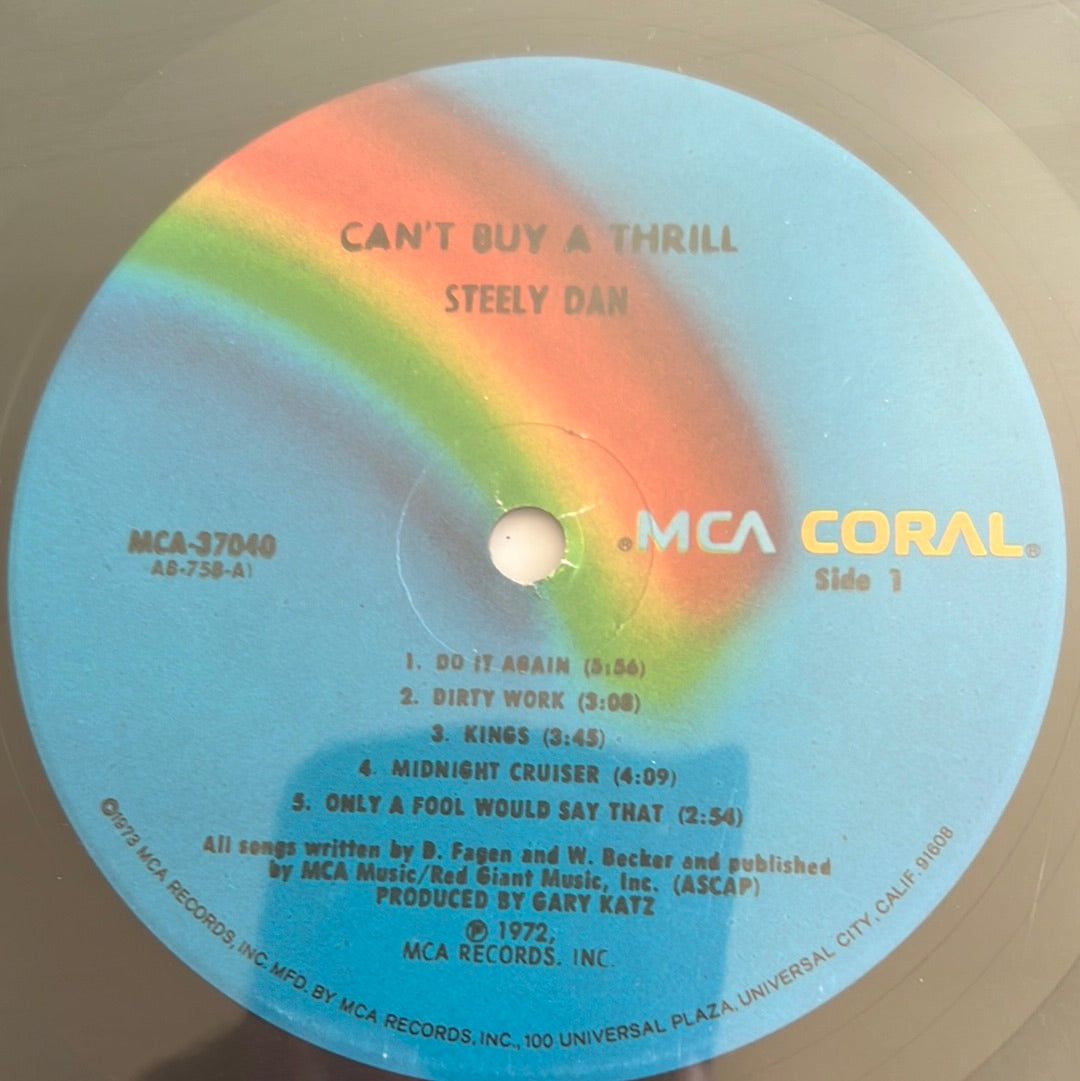 CAN'T BUY A THRILL
STEELY DAN
MCA-37040
AB-758-A)
®MCA CORAL®
Side 1
1. DO IT AGAIN (5:56)
2. DIRTY WORK (3:08)
3. KINGS (3:45)
4. MIDNIGHT CRUISER (4:09)
5. ONLY A FOOL WOULD SAY THAT (2:54)
All songs written by D. Fagen and W. Becker and published
by MCA Music/Red Giant Music, Inc. (ASCAP)
PRODUCED BY GARY KATZ
℗ 1972,
MCA RECORDS. INC.
©1973 MCA RECORDS, INC. MFD. BY MCA RECORDS, INC., 100 UNIVERSAL PLAZA, UNIVERSAL CITY, CALIF. 91608